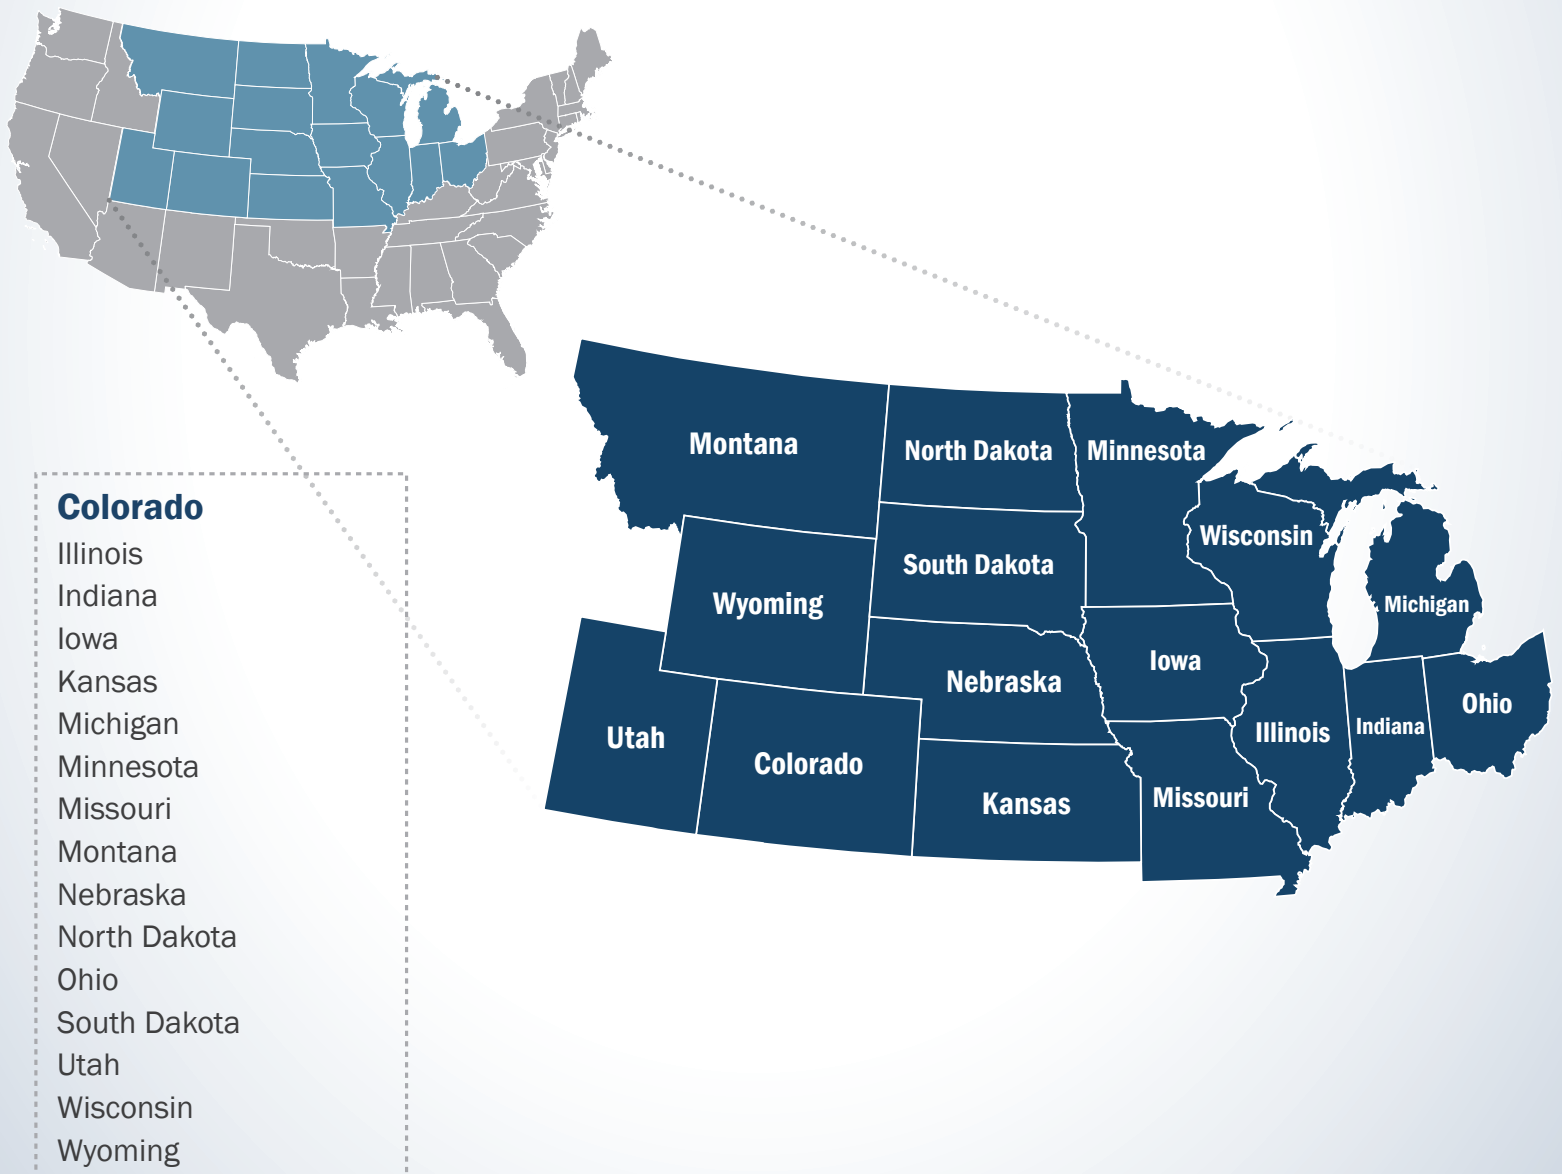 Montana
North Dakota
Minnesota
Wisconsin
South Dakota
Wyoming
Michigan
Iowa
Nebraska
Ohio
Utah
Illinois
Indiana
Colorado
Kansas
Missouri
Colorado
Illinois
Indiana
Iowa
Kansas
Michigan
Minnesota
Missouri
Montana
Nebraska
North Dakota
Ohio
South Dakota
Utah
Wisconsin
Wyoming